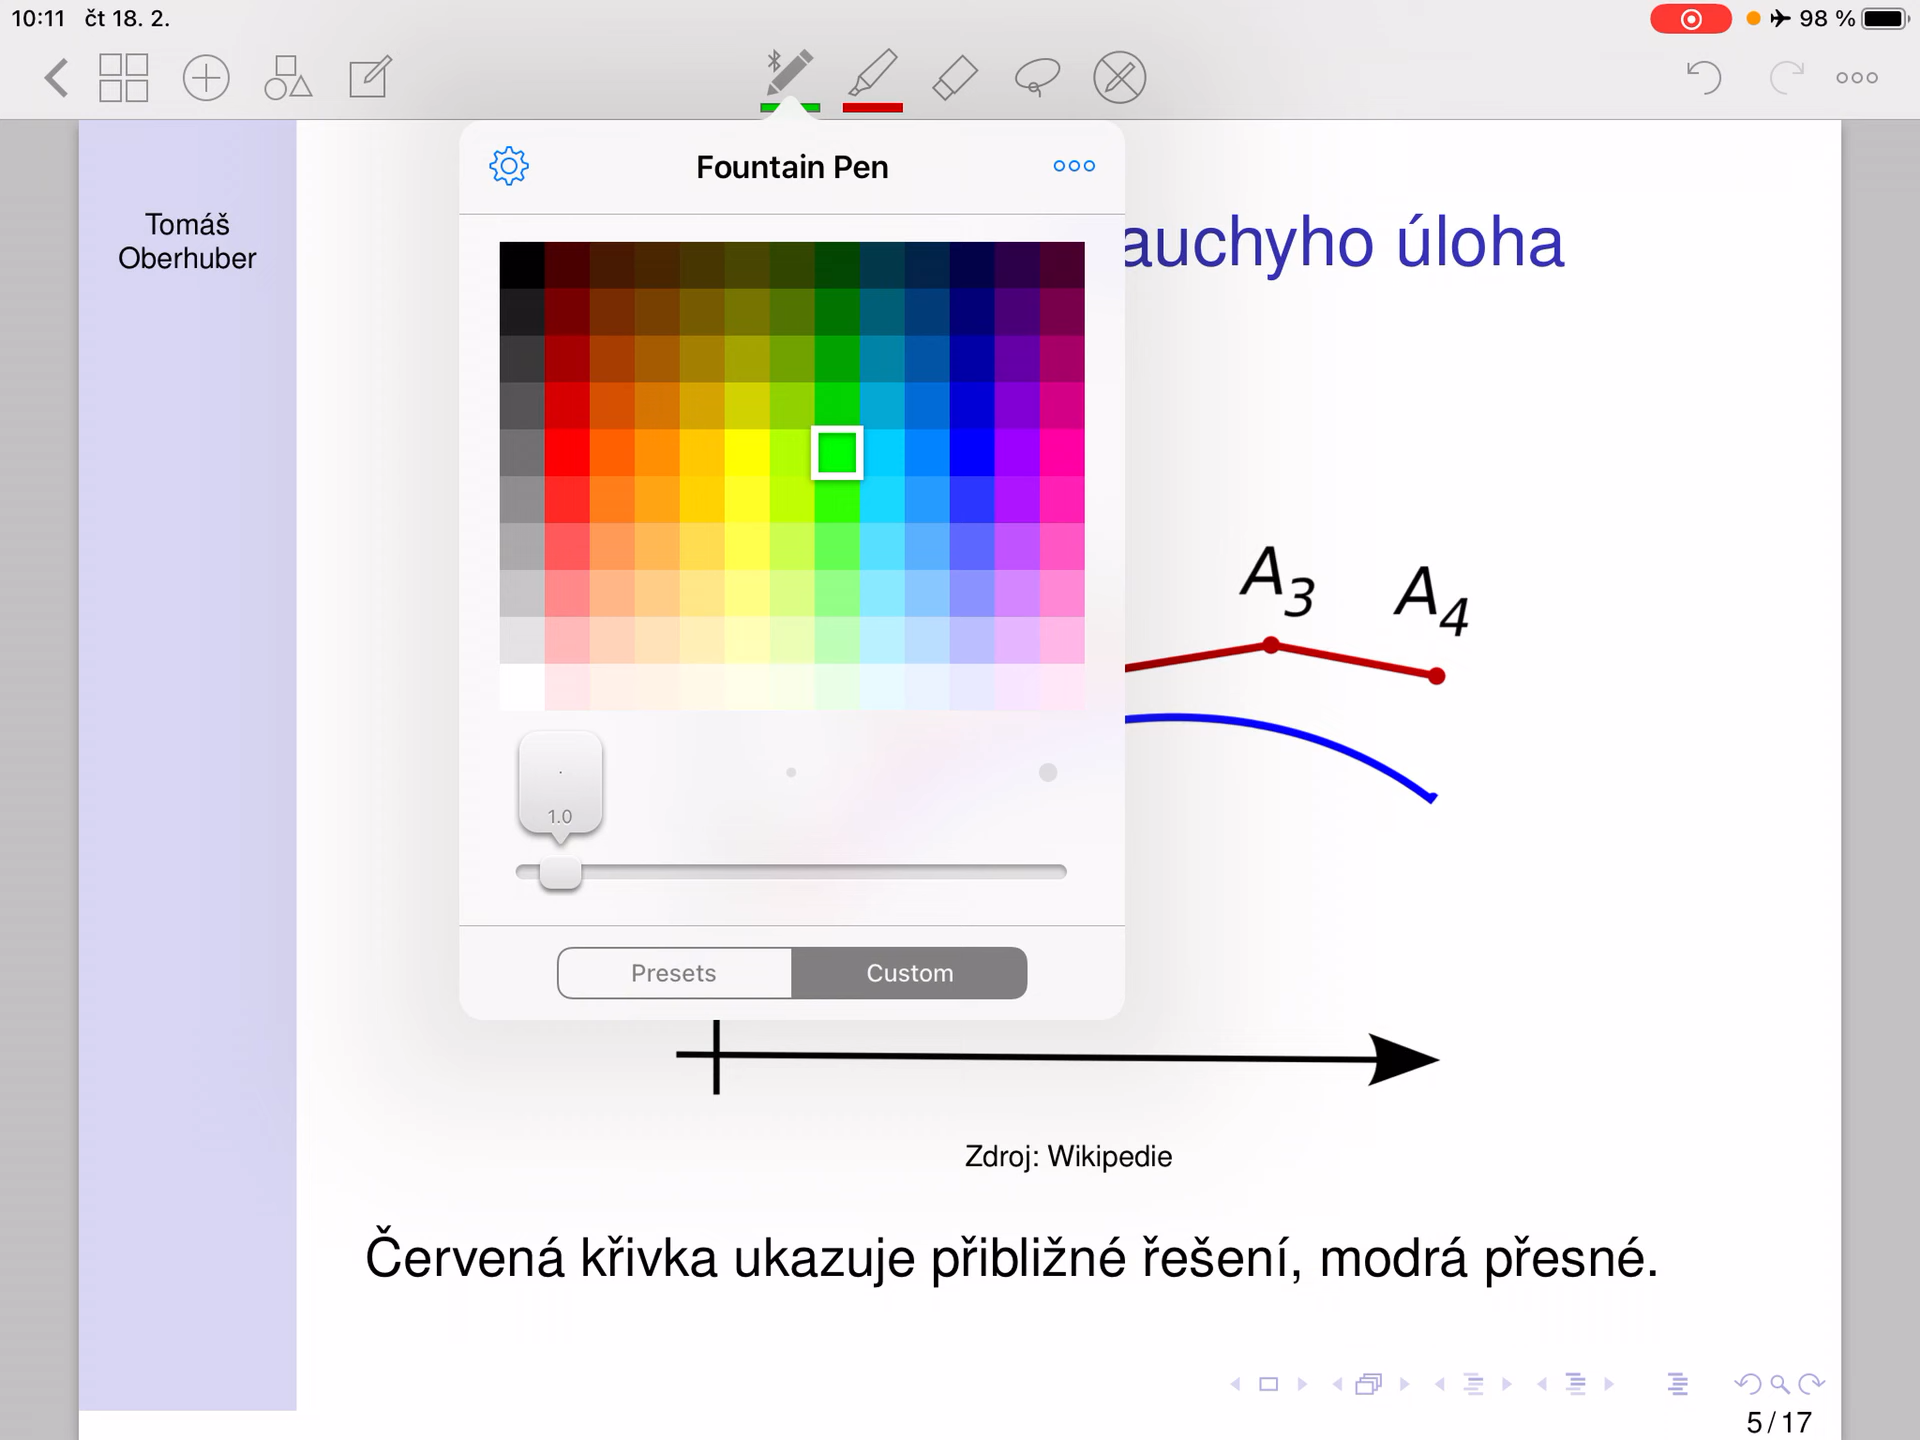 10:11 čt 18. 2.
98 %
Fountain Pen
Tomáš
Oberhuber
auchyho úloha
A3
A4
1.0
Presets
Custom
Zdroj: Wikipedie
Červená křivka ukazuje přibližné řešení, modrá přesné.
5/17